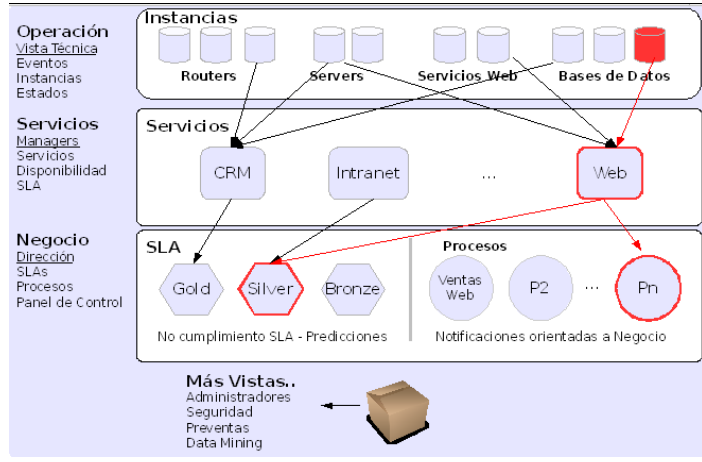 Instancias
Operación
Vista Técnica
Eventos
Instancias
Estados
Routers
Servers
Servicios Web
Bases de Datos
Servicios
Managers
Servicios
Disponibilidad
SLA
Servicios
CRM
Intranet
...
Web
Negocio
Dirección
SLAs
Procesos
Panel de Control
SLA
Gold
Silver
Bronze
No cumplimiento SLA - Predicciones
Procesos
Ventas
Web
P2
...
Pn
Notificaciones orientadas a Negocio
Más Vistas..
Administradores
Seguridad
Preventas
Data Mining